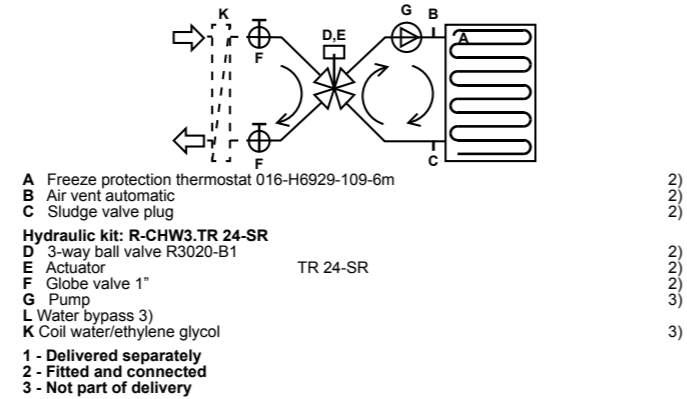 K
G B
D,E
A
F
F
C
A Freeze protection thermostat 016-H6929-109-6m 2)
B Air vent automatic 2)
C Sludge valve plug 2)
Hydraulic kit: R-CHW3.TR 24-SR
D 3-way ball valve R3020-B1 2)
E Actuator TR 24-SR 2)
F Globe valve 1” 2)
G Pump 3)
L Water bypass 3)
K Coil water/ethylene glycol 3)
1 - Delivered separately
2 - Fitted and connected
3 - Not part of delivery